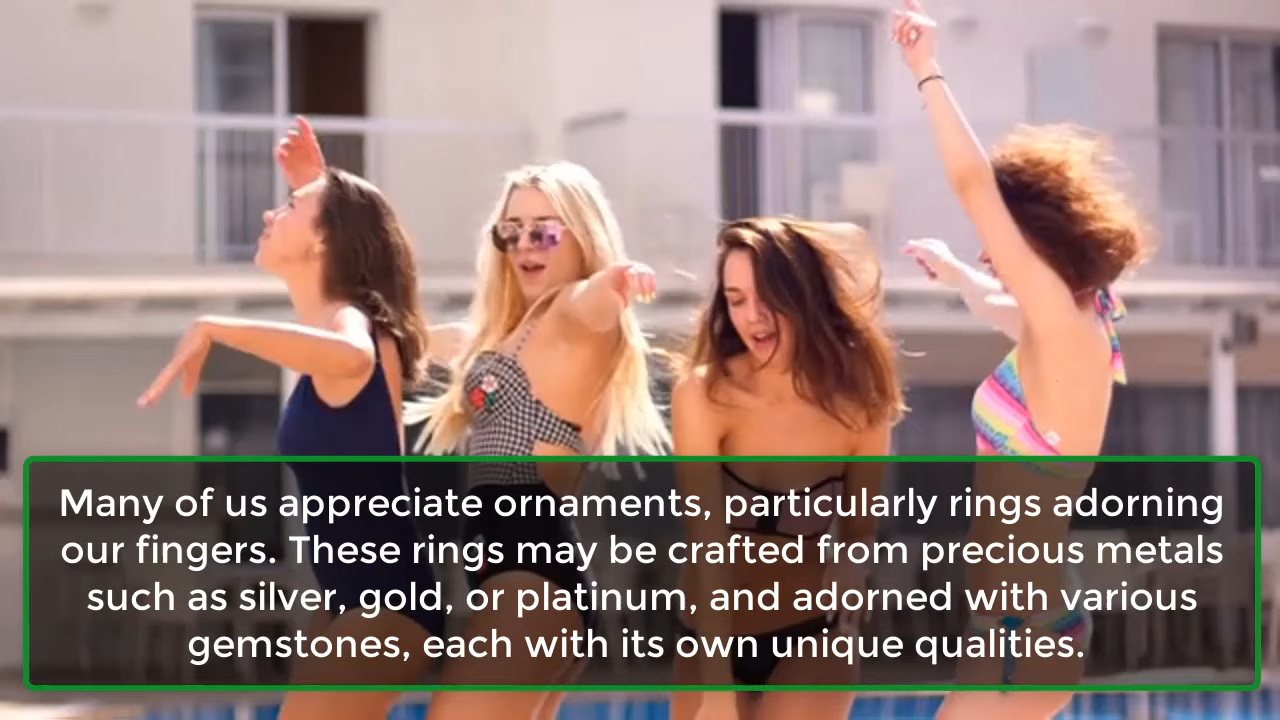 Many of us appreciate ornaments, particularly rings adorning
our fingers. These rings may be crafted from precious metals
such as silver, gold, or platinum, and adorned with various
gemstones, each with its own unique qualities.